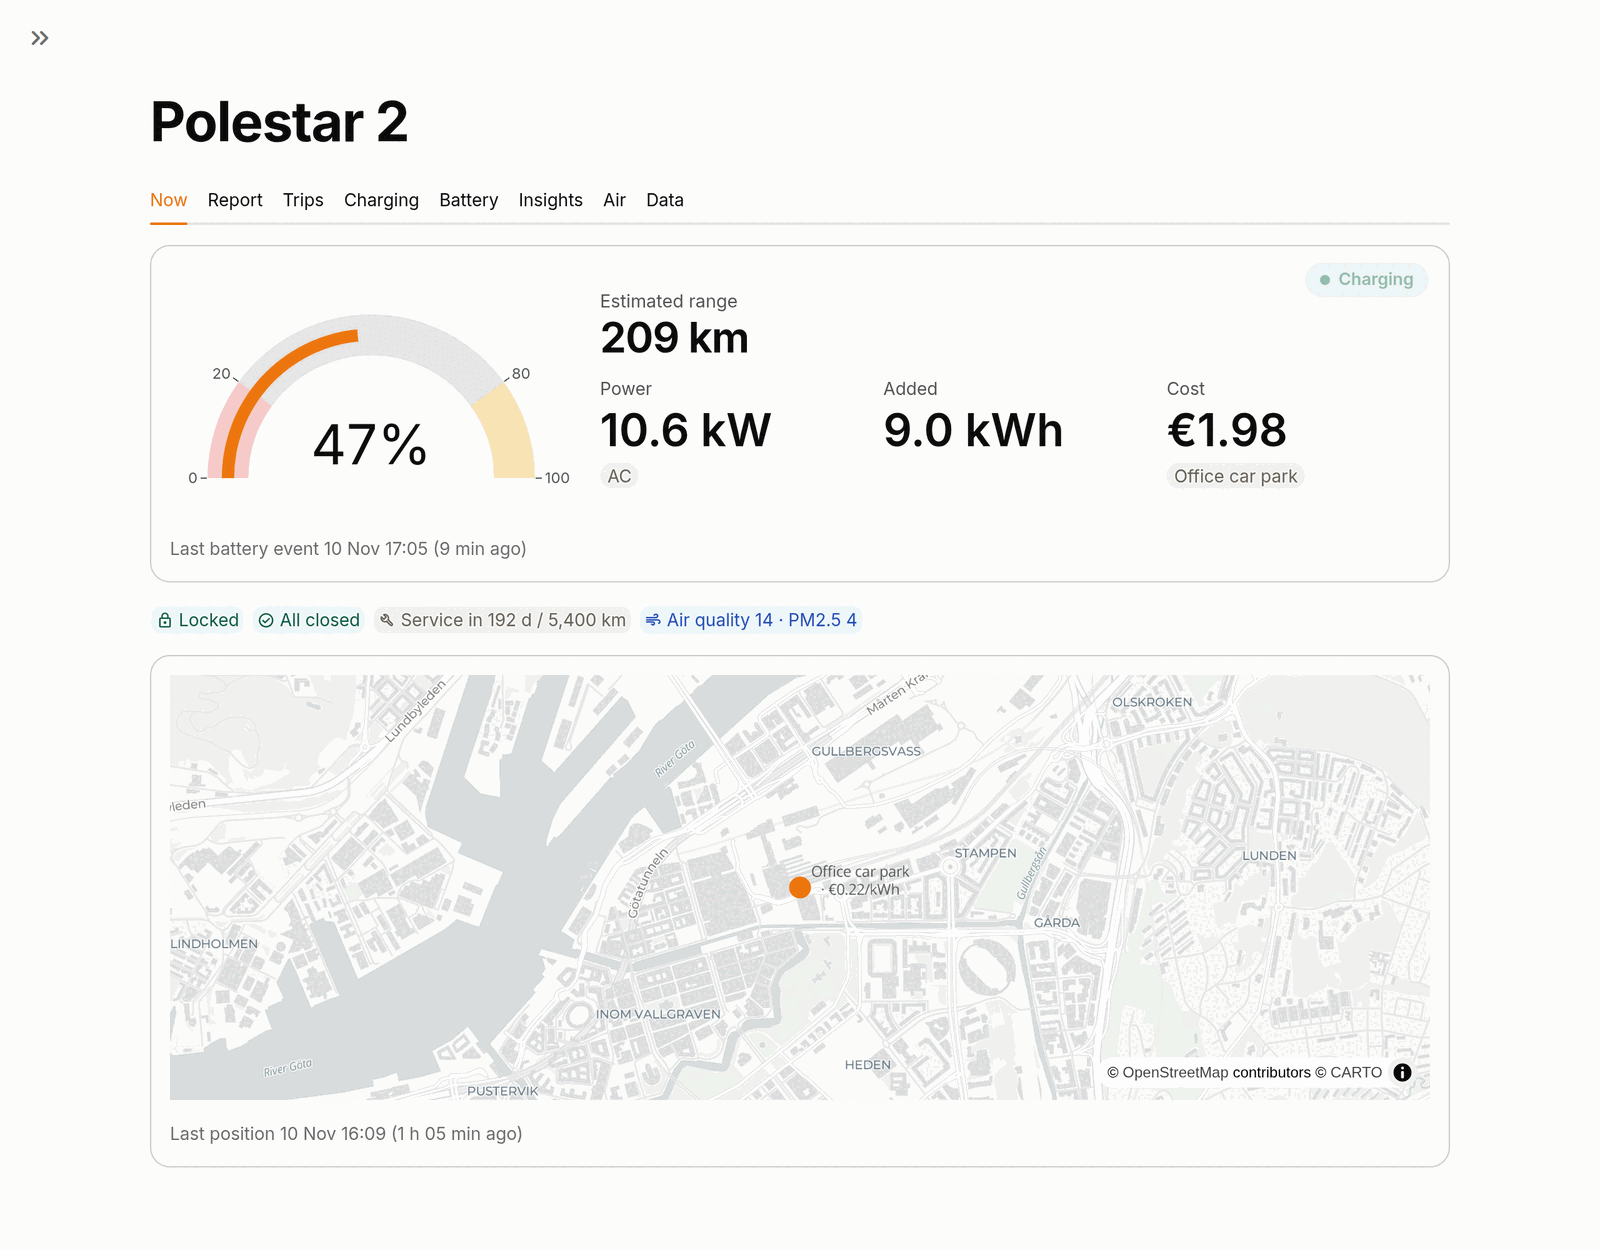 Polestar 2
Now Report Trips Charging Battery Insights Air Data
Charging
0
20
80
100
47%
Estimated range
209 km
Power
10.6 kW
AC
Added
9.0 kWh
Cost
€1.98
Office car park
Last battery event 10 Nov 17:05 (9 min ago)
Locked
All closed
Service in 192 d / 5,400 km
Air quality 14 · PM2.5 4
Lundbyleden
River Göta
GULLBERGSVASS
OLSKROKEN
leden
Götatunneln
Office car park
· €0.22/kWh
STAMPEN
Gullbergsån
LUNDEN
GÅRDA
LINDHOLMEN
INOM VALLGRAVEN
HEDEN
River Göta
PUSTERVIK
© OpenStreetMap contributors © CARTO
Last position 10 Nov 16:09 (1 h 05 min ago)